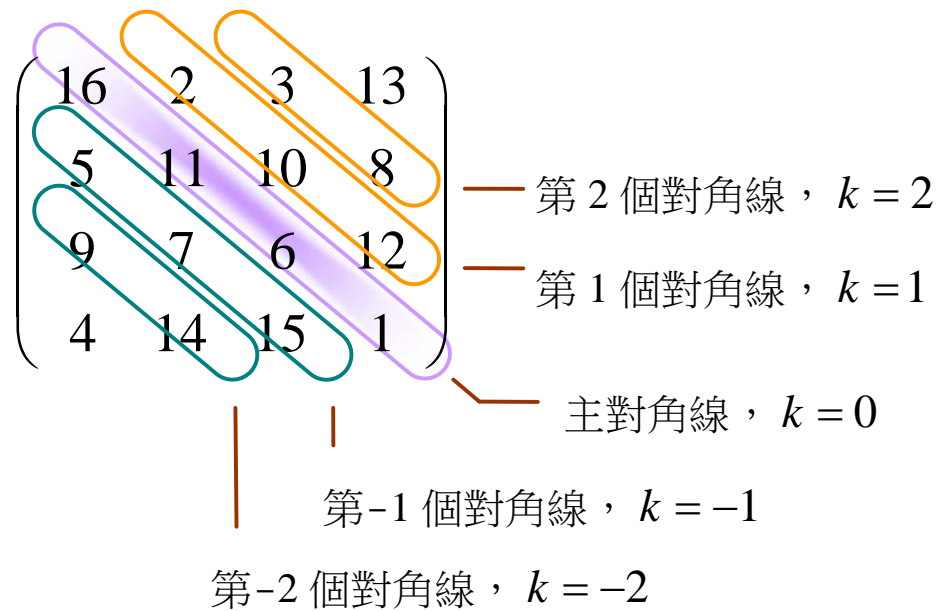 16 2 3 13
5 11 10 8
9 7 6 12
4 14 15 1
第 2 個對角線， k = 2
第 1 個對角線， k = 1
主對角線， k = 0
第-1 個對角線， k = −1
第-2 個對角線， k = −2